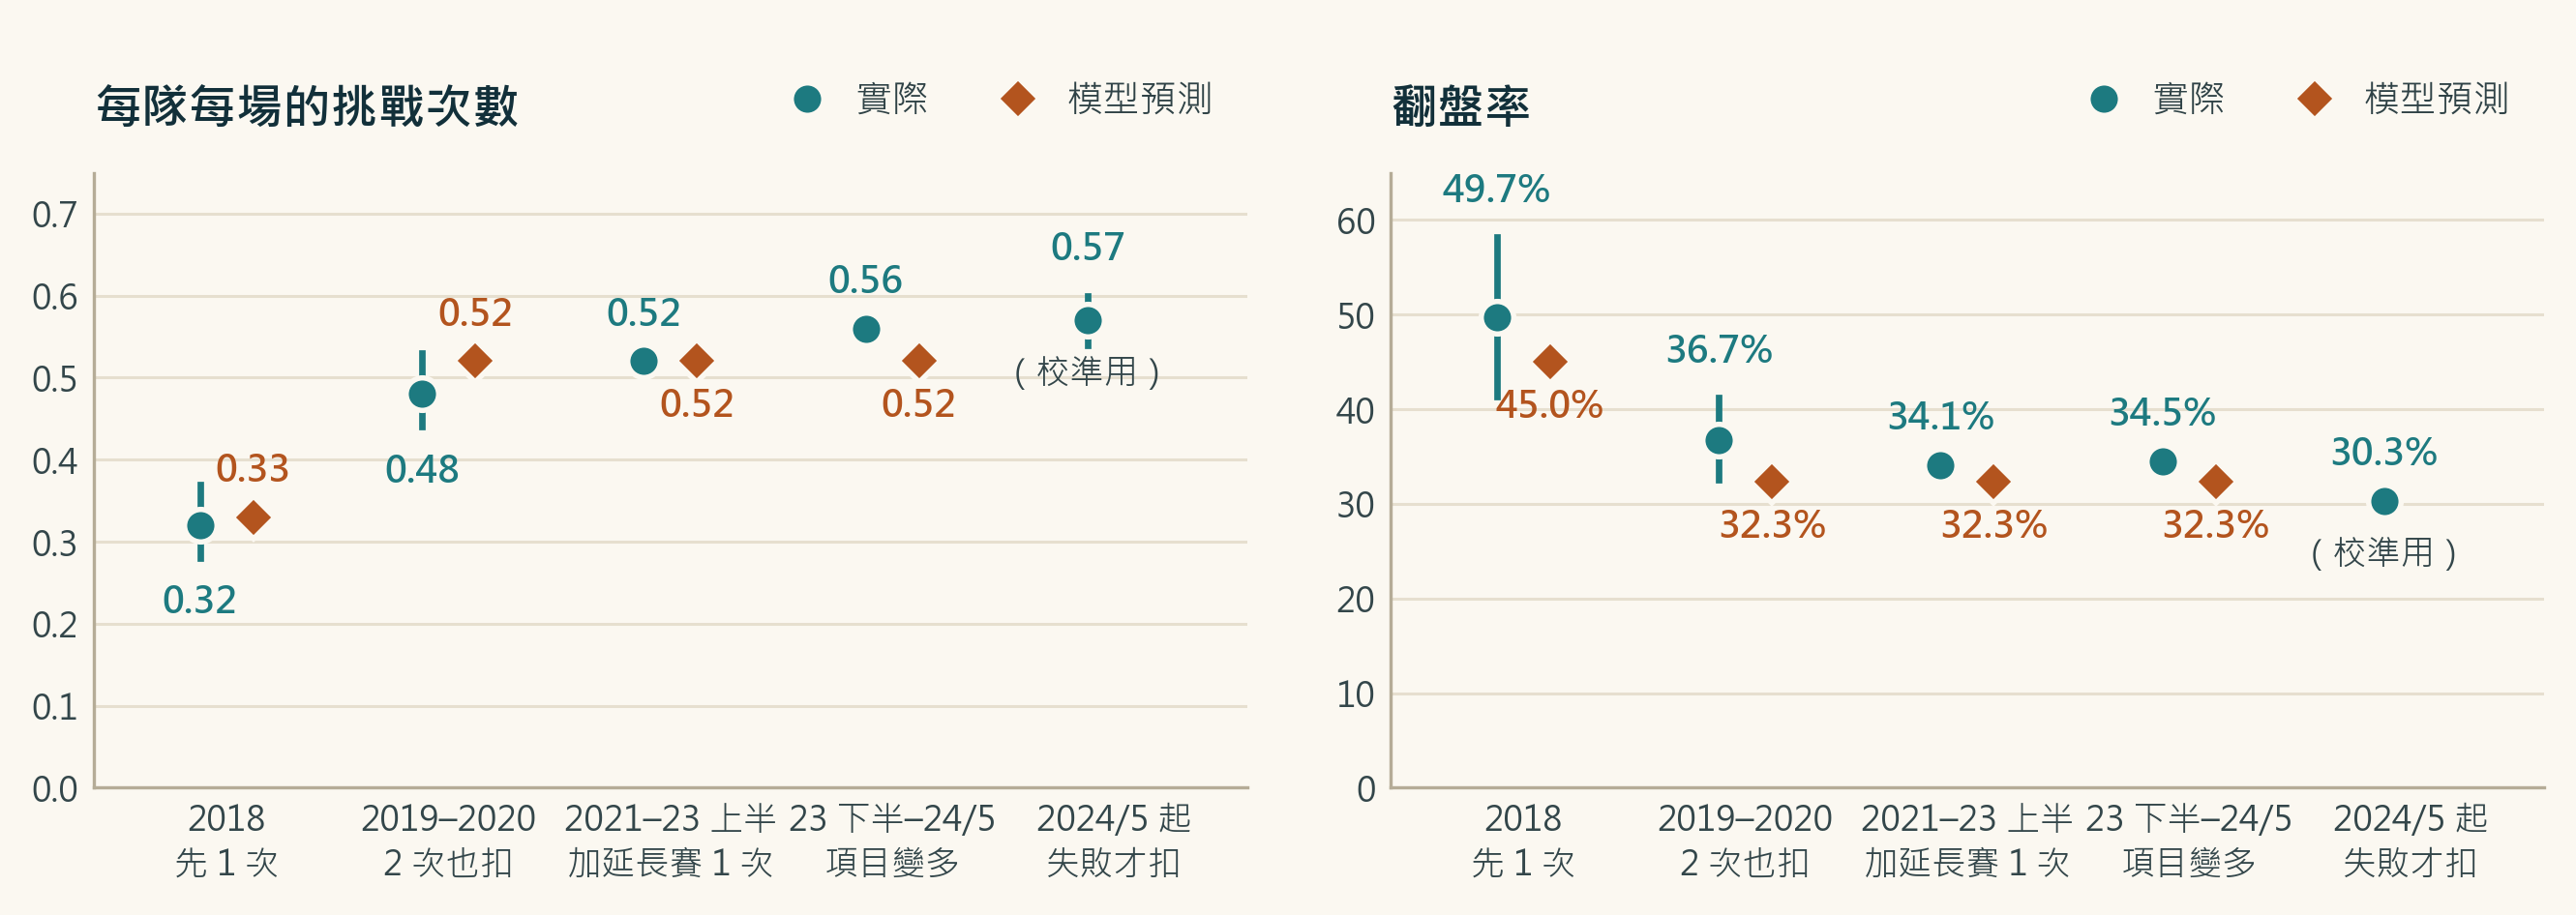 每隊每場的挑戰次數
實際
模型預測
0.7
0.6
0.5
0.4
0.3
0.2
0.1
0.0
0.32
0.33
0.48
0.52
0.52
0.52
0.56
0.52
0.57
(校準用)
2018
先 1 次
2019–2020
2 次也扣
2021–23 上半
加延長賽 1 次
23 下半–24/5
項目變多
2024/5 起
失敗才扣
翻盤率
實際
模型預測
60
50
40
30
20
10
0
49.7%
45.0%
36.7%
32.3%
34.1%
32.3%
34.5%
32.3%
30.3%
(校準用)
2018
先 1 次
2019–2020
2 次也扣
2021–23 上半
加延長賽 1 次
23 下半–24/5
項目變多
2024/5 起
失敗才扣